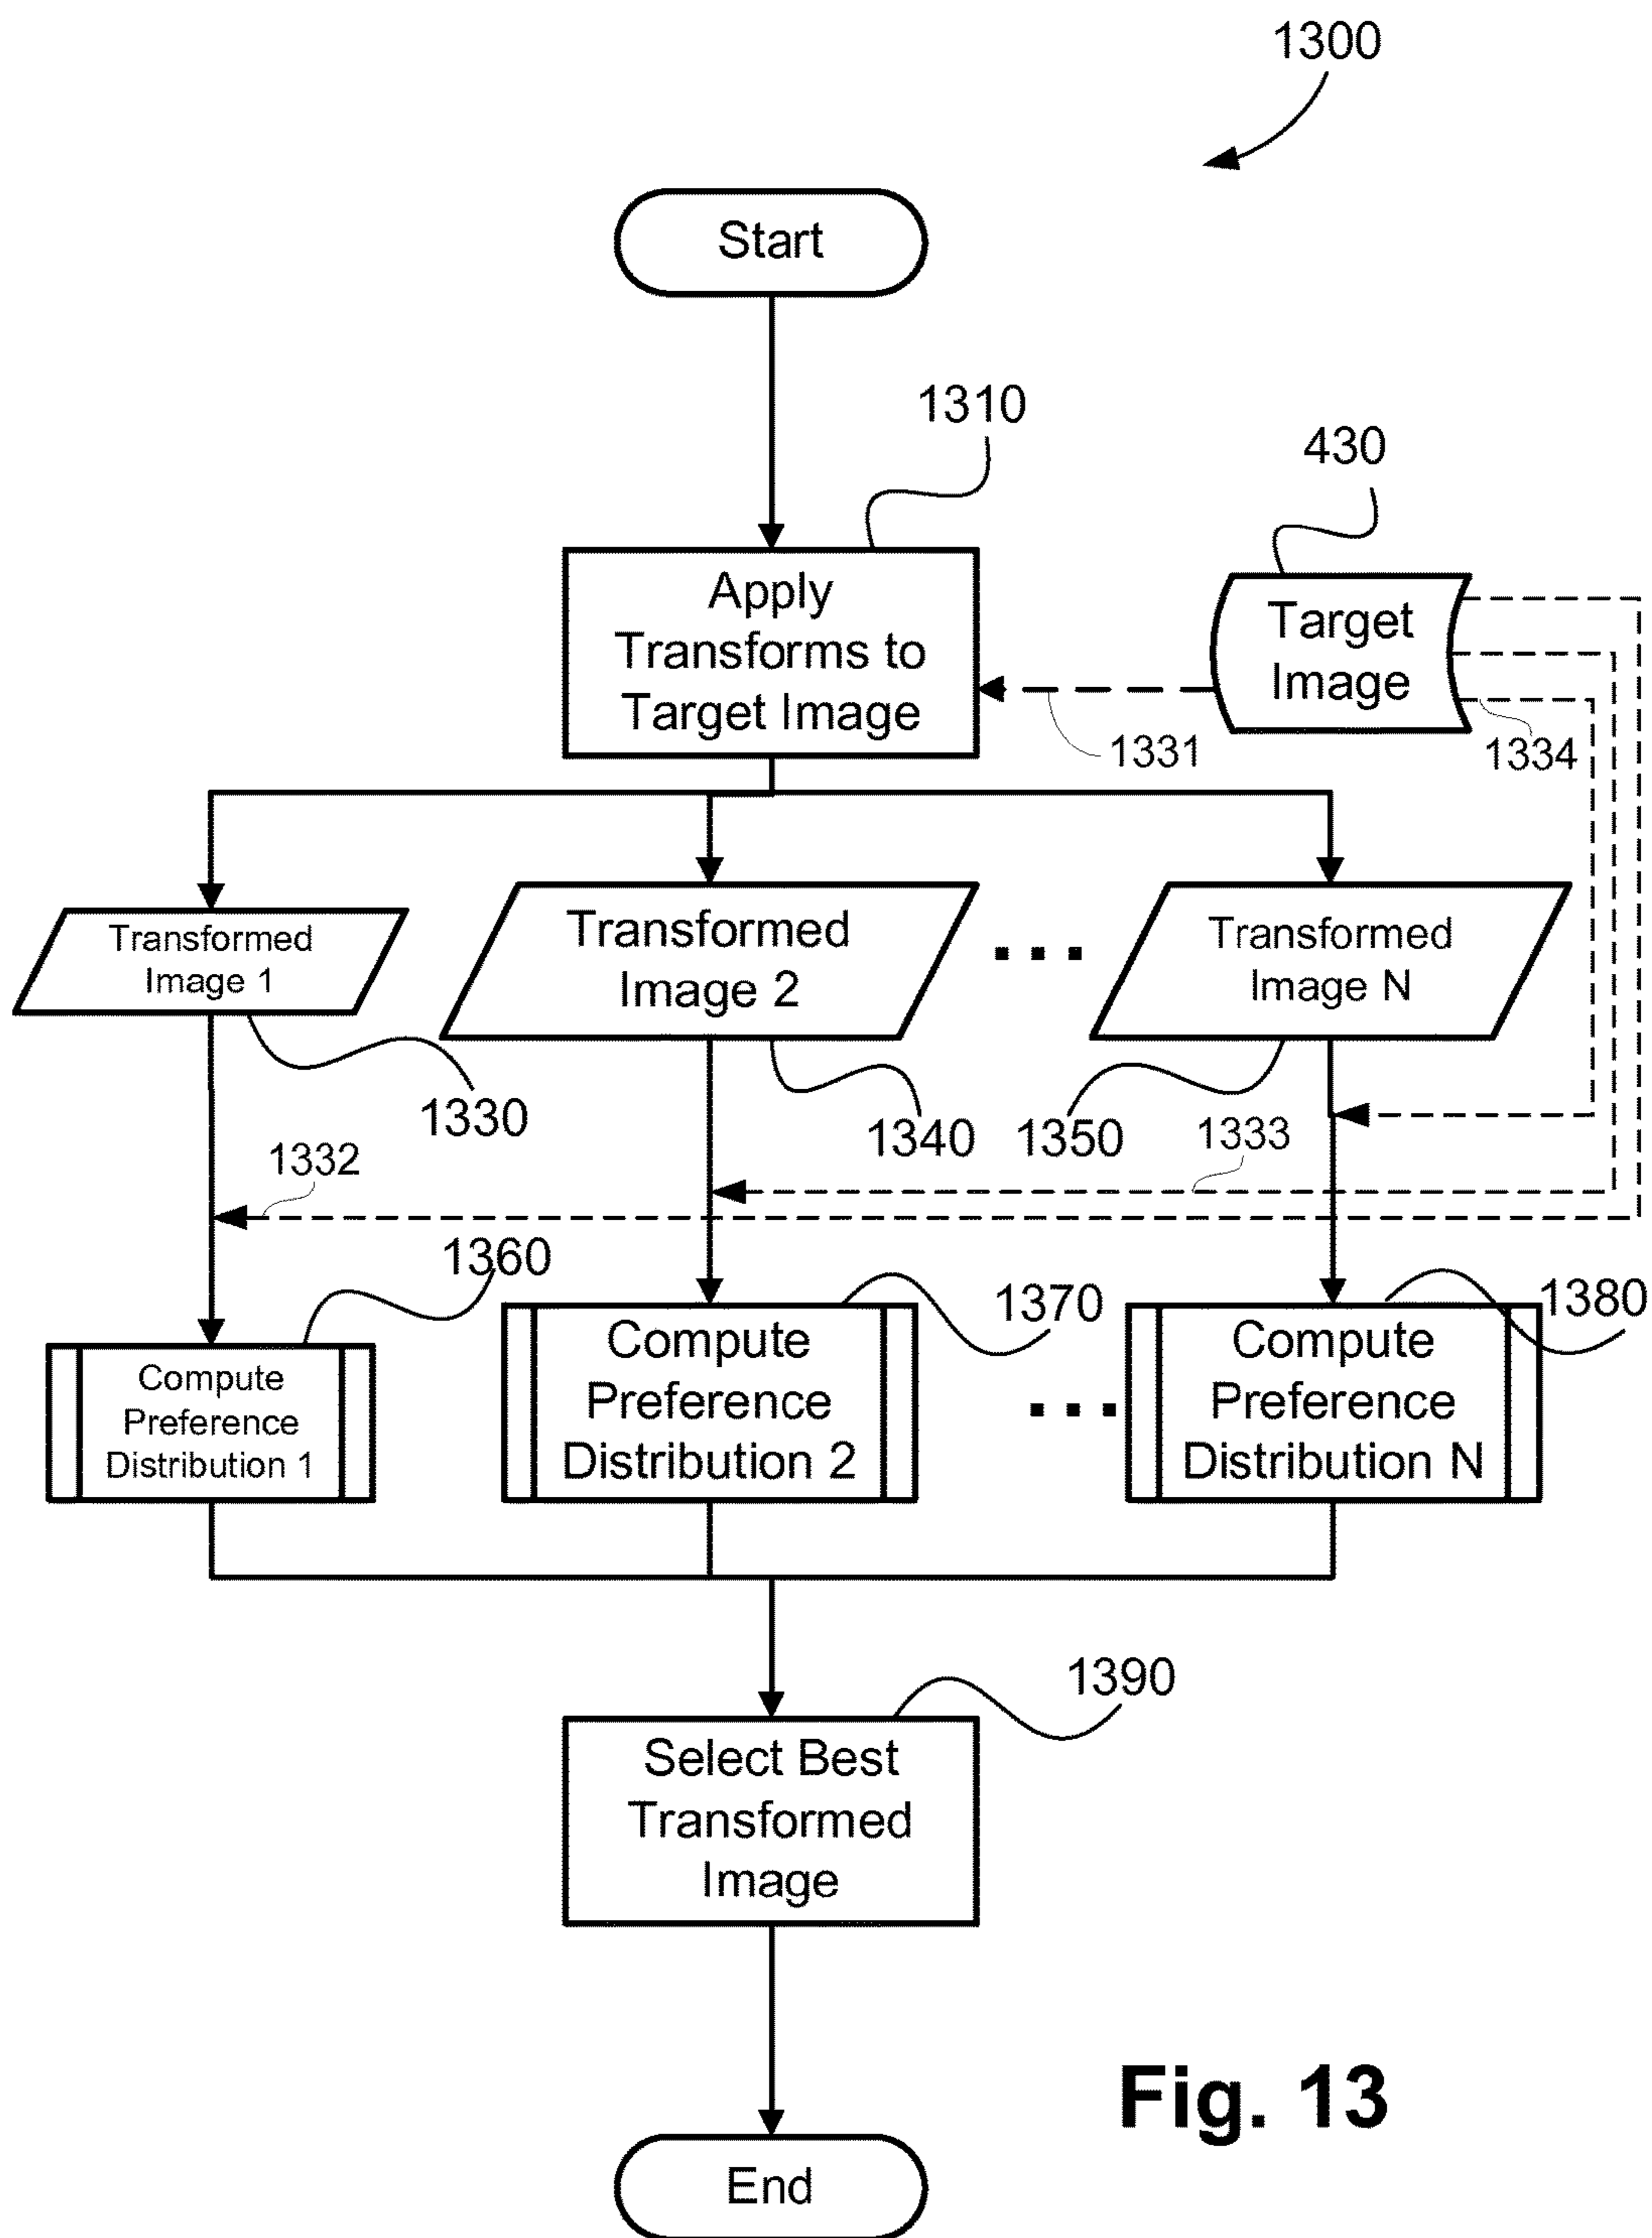 1300
Start
1310
430
Apply
Transforms to
Target Image
Target
Image
1331
1334
Transformed
Image 1
Transformed
Image 2
...
Transformed
Image N
1330
1340
1350
1333
1332
1360
1370
1380
Compute
Preference
Distribution 1
Compute
Preference
Distribution 2
...
Compute
Preference
Distribution N
1390
Select Best
Transformed
Image
Fig. 13
End